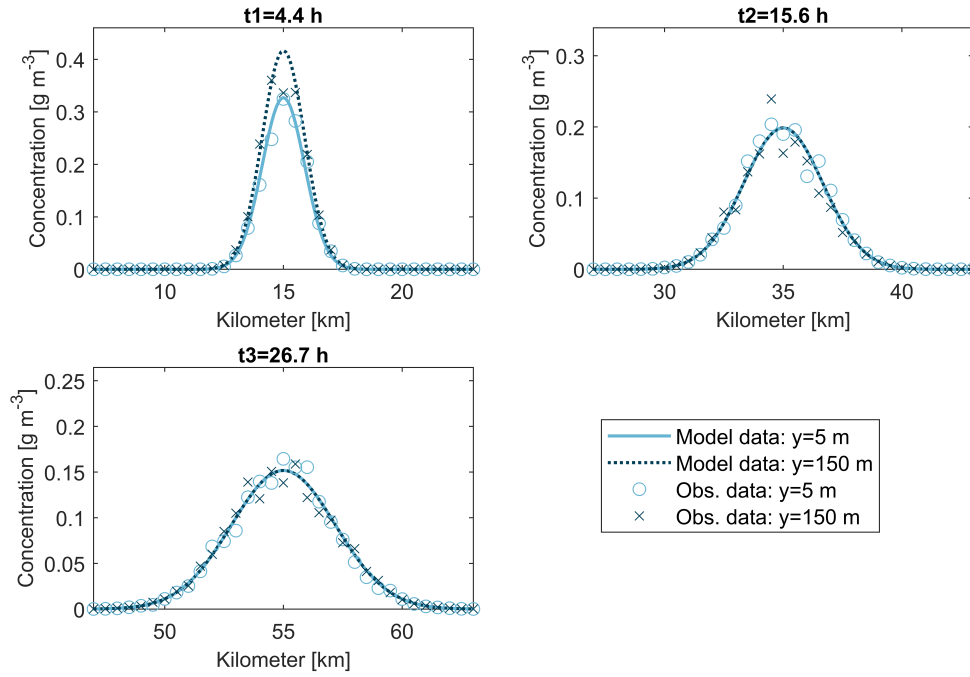 t1=4.4 h
Concentration [g m-3]
0.4
0.3
0.2
0.1
0
10
15
20
Kilometer [km]
t2=15.6 h
Concentration [g m-3]
0.3
0.2
0.1
0
30
35
40
Kilometer [km]
t3=26.7 h
Concentration [g m-3]
0.25
0.2
0.15
0.1
0.05
0
50
55
60
Kilometer [km]
Model data: y=5 m
Model data: y=150 m
Obs. data: y=5 m
Obs. data: y=150 m